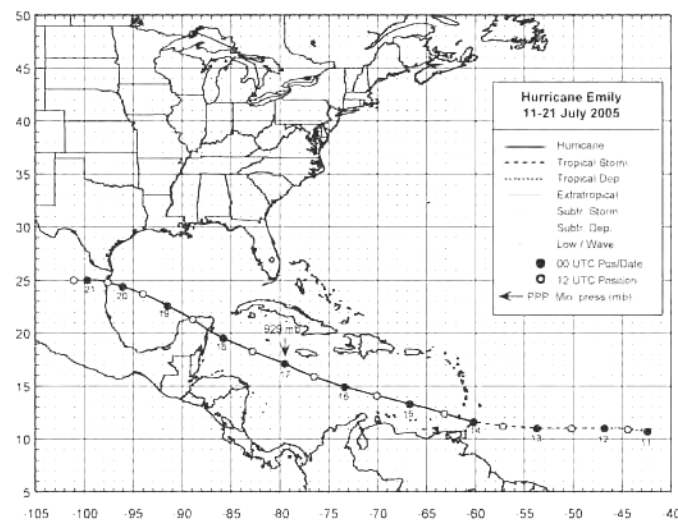 50
45
40
35
30
25
20
15
10
5
Hurricane Emily
11-21 July 2005
Hurricane
Tropical Storm
Tropical Dep.
Extratropical
Subtr. Storm
Subtr. Dep.
Low / Wave
00 UTC Pos/Date
12 UTC Position
PPP Min. press (mb)
929 mb
21
20
19
18
17
16
15
14
13
12
11
-105 -100 -95 -90 -85 -80 -75 -70 -65 -60 -55 -50 -45 -40